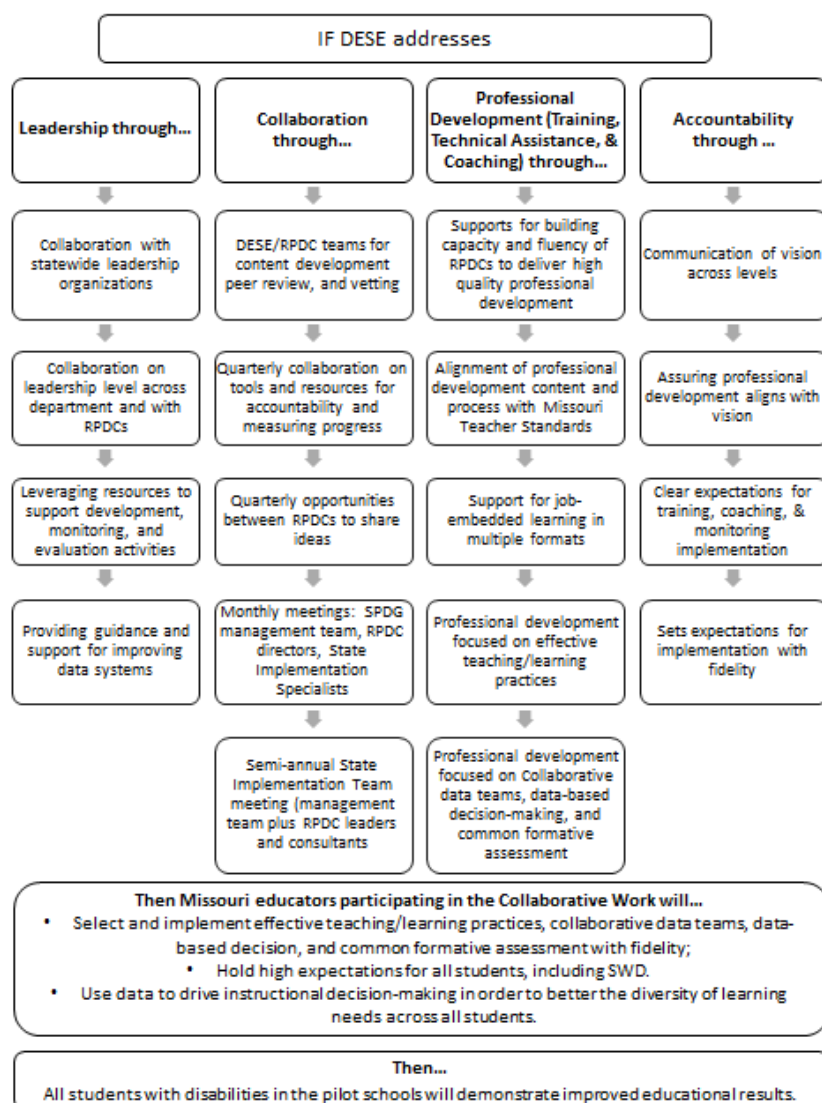 IF DESE addresses
Leadership through...
Collaboration
through...
Professional
Development (Training,
Technical Assistance, &
Coaching) through...
Accountability
through ...
Collaboration with
statewide leadership
organizations
DESE/RPDC teams for
content development
peer review, and vetting
Supports for building
capacity and fluency of
RPDCs to deliver high
quality professional
development
Communication of vision
across levels
Collaboration on
leadership level across
department and with
RPDCs
Quarterly collaboration on
tools and resources for
accountability and
measuring progress
Alignment of professional
development content and
process with Missouri
Teacher Standards
Assuring professional
development aligns with
vision
Leveraging resources to
support development,
monitoring, and
evaluation activities
Quarterly opportunities
between RPDCs to share
ideas
Support for job-
embedded learning in
multiple formats
Clear expectations for
training, coaching, &
monitoring implementation
Providing guidance and
support for improving
data systems
Monthly meetings: SPDG
management team, RPDC
directors, State
Implementation
Specialists
Professional development
focused on effective
teaching/learning
practices
Sets expectations for
implementation with
fidelity
Semi-annual State
Implementation Team
meeting (management
team plus RPDC leaders
and consultants
Professional development
focused on Collaborative
data teams, data-based
decision-making, and
common formative
assessment
Then Missouri educators participating in the Collaborative Work will...
• Select and implement effective teaching/learning practices, collaborative data teams, data-
based decision, and common formative assessment with fidelity;
• Hold high expectations for all students, including SWD.
• Use data to drive instructional decision-making in order to better the diversity of learning
needs across all students.
Then...
All students with disabilities in the pilot schools will demonstrate improved educational results.